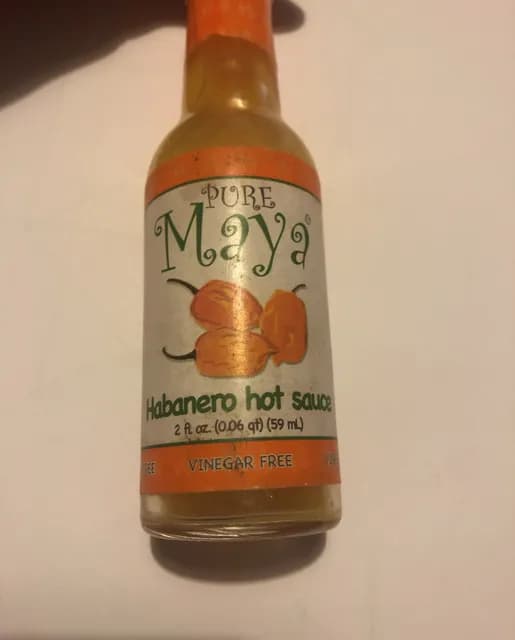 PURE
Maya®
Habanero hot sauce
2 fl oz. (0.06 qt) (59 mL)
VINEGAR FREE